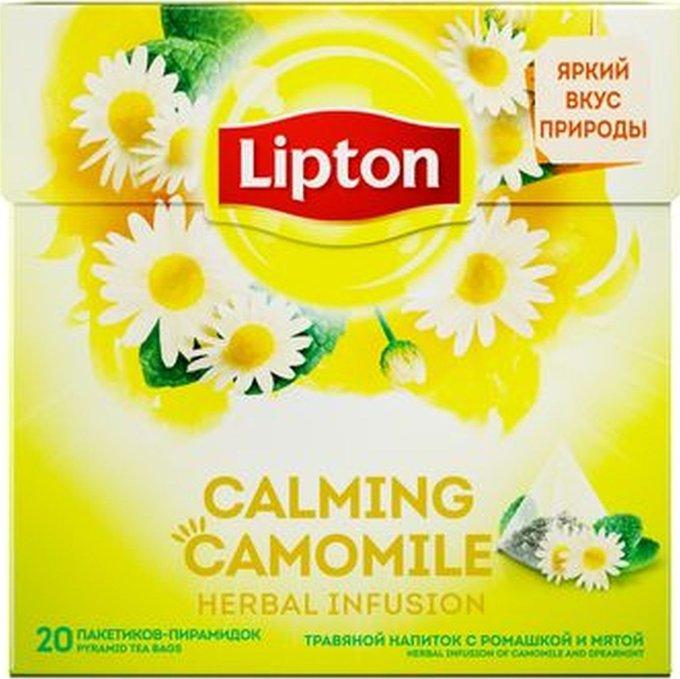 ЯРКИЙ
ВКУС
ПРИРОДЫ
Lipton
CALMING
CAMOMILE
HERBAL INFUSION
20 ПАКЕТИКОВ-ПИРАМИДОК
PYRAMID TEA BAGS
ТРАВЯНОЙ НАПИТОК С РОМАШКОЙ И МЯТОЙ
HERBAL INFUSION OF CAMOMILE AND SPEARMINT